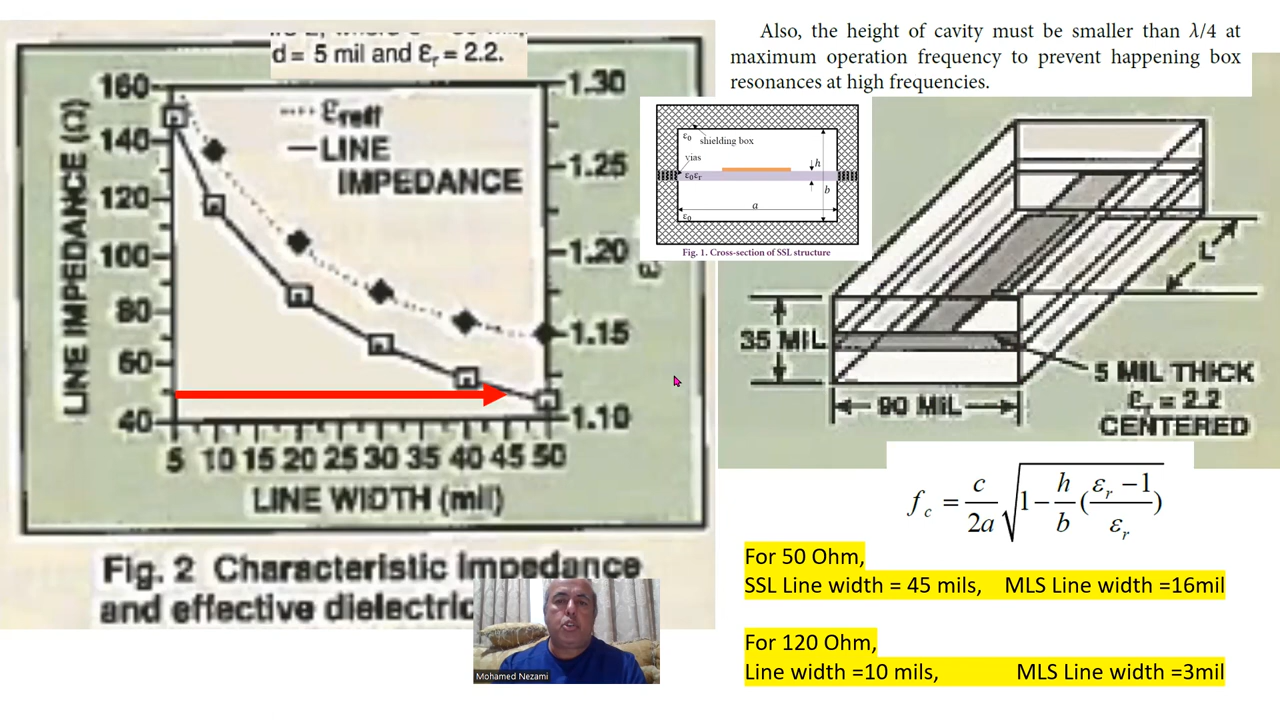 d = 5 mil and εr = 2.2.
160
140
120
100
80
60
40
LINE IMPEDANCE (Ω)
εreff
LINE
IMPEDANCE
1.30
1.25
1.20
1.15
1.10
5 10 15 20 25 30 35 40 45 50
LINE WIDTH (mil)
Fig. 2 Characteristic impedance
and effective dielectric
Mohamed Nezami
Also, the height of cavity must be smaller than λ/4 at
maximum operation frequency to prevent happening box
resonances at high frequencies.
ε0
shielding box
vias
h
ε0εr
b
a
ε0
Fig. 1. Cross-section of SSL structure
L
35 MIL
90 MIL
5 MIL THICK
εr = 2.2
CENTERED
fc = c/2a √(1 − h/b (εr − 1/εr))
For 50 Ohm,
SSL Line width = 45 mils, MLS Line width =16mil
For 120 Ohm,
Line width =10 mils, MLS Line width =3mil